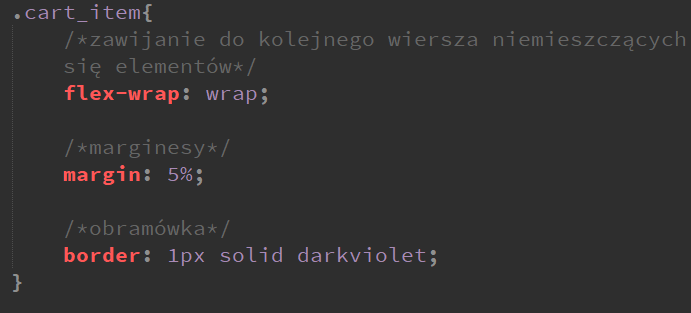 .cart_item{
/*zawijanie do kolejnego wiersza niemieszczących
się elementów*/
flex-wrap: wrap;
/*marginesy*/
margin: 5%;
/*obramówka*/
border: 1px solid darkviolet;
}